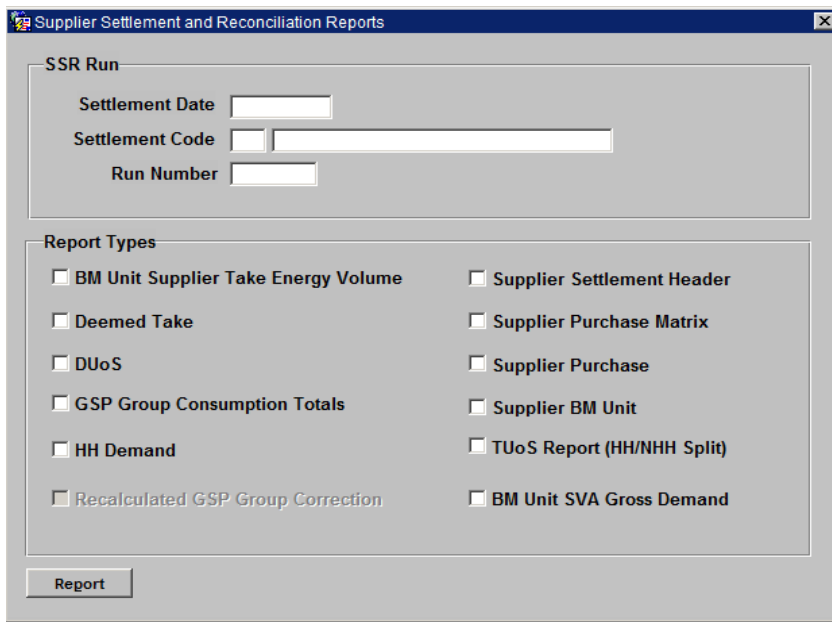 Supplier Settlement and Reconciliation Reports
SSR Run
Settlement Date
Settlement Code
Run Number
Report Types
BM Unit Supplier Take Energy Volume
Deemed Take
DUoS
GSP Group Consumption Totals
HH Demand
Recalculated GSP Group Correction
Supplier Settlement Header
Supplier Purchase Matrix
Supplier Purchase
Supplier BM Unit
TUoS Report (HH/NHH Split)
BM Unit SVA Gross Demand
Report